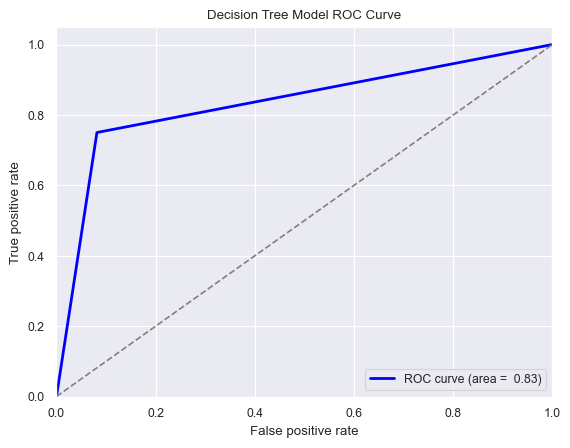 Decision Tree Model ROC Curve
True positive rate
1.0
0.8
0.6
0.4
0.2
0.0
0.0 0.2 0.4 0.6 0.8 1.0
False positive rate
ROC curve (area =  0.83)